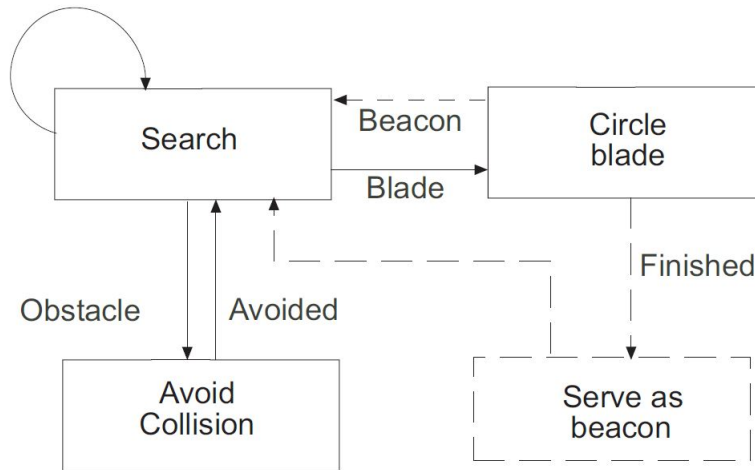 Search
Beacon
Circle
blade
Blade
Finished
Obstacle
Avoided
Avoid
Collision
Serve as
beacon